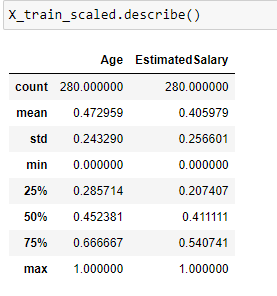 X_train_scaled.describe()
Age EstimatedSalary
count 280.000000 280.000000
mean 0.472959 0.405979
std 0.243290 0.256601
min 0.000000 0.000000
25% 0.285714 0.207407
50% 0.452381 0.411111
75% 0.666667 0.540741
max 1.000000 1.000000